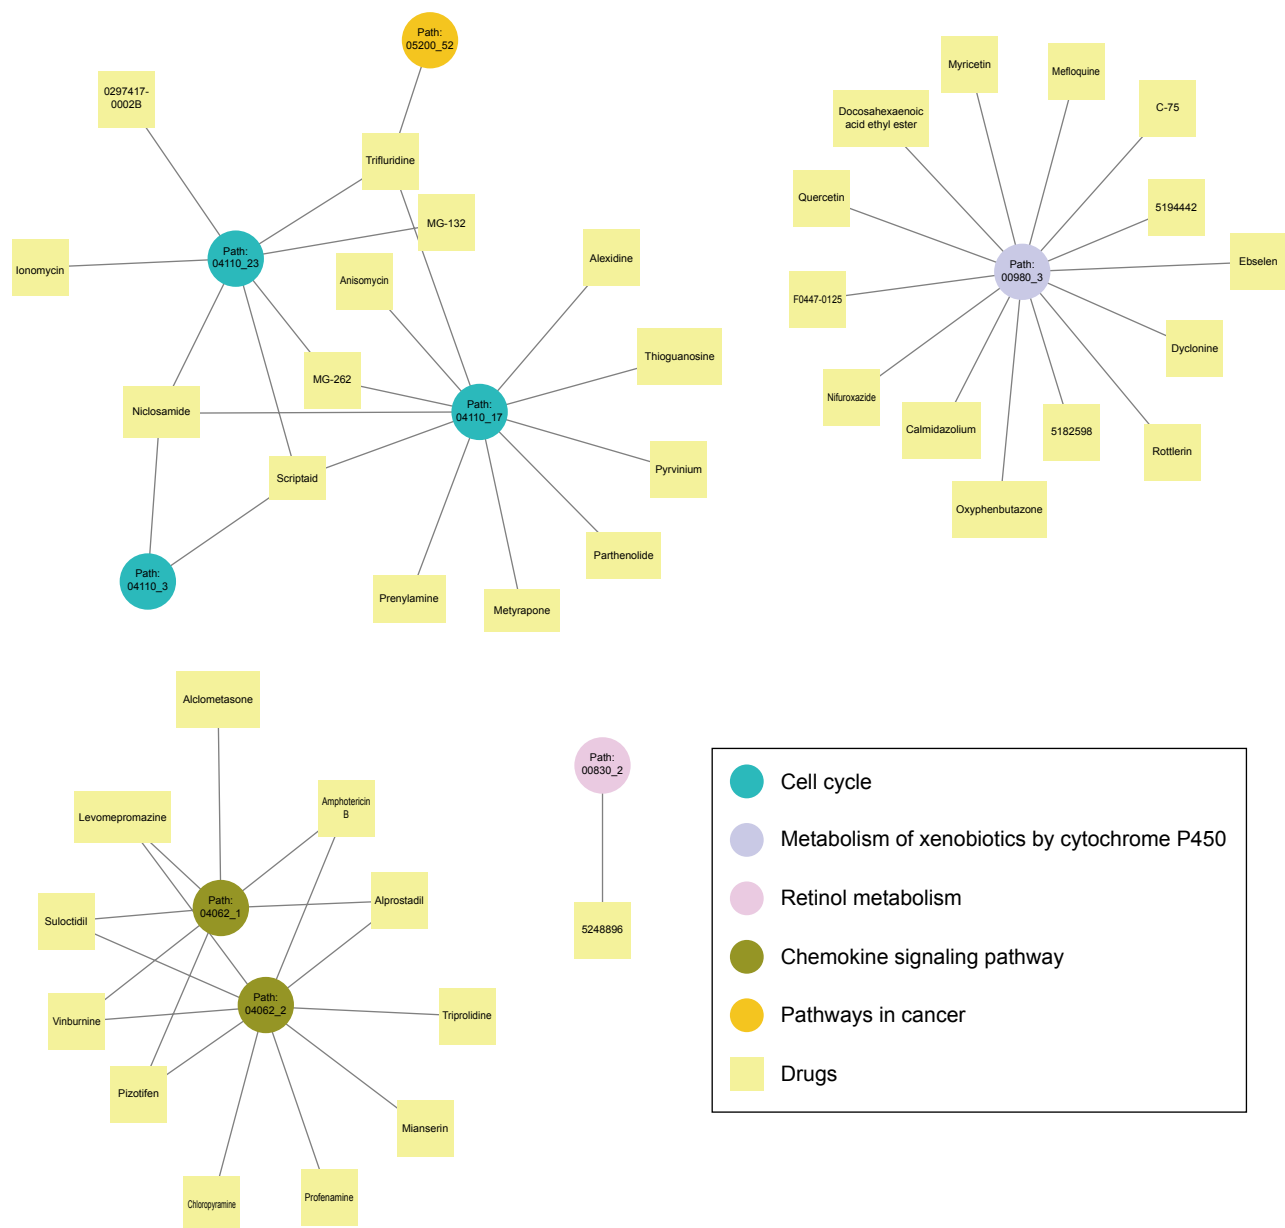 Path:
05200_52
0297417-
0002B
Trifluridine
MG-132
Path:
04110_23
Ionomycin
Anisomycin
Alexidine
MG-262
Thioguanosine
Niclosamide
Path:
04110_17
Scriptaid
Pyrvinium
Parthenolide
Path:
04110_3
Prenylamine
Metyrapone
Myricetin
Mefloquine
Docosahexaenoic
acid ethyl ester
C-75
Quercetin
5194442
Path:
00980_3
Ebselen
F0447-0125
Dyclonine
Nifuroxazide
Calmidazolium
5182598
Rottlerin
Oxyphenbutazone
Alclometasone
Levomepromazine
Amphotericin
B
Path:
04062_1
Alprostadil
Suloctidil
Path:
04062_2
Vinburnine
Triprolidine
Pizotifen
Mianserin
Chloropyramine
Profenamine
Path:
00830_2
5248896
Cell cycle
Metabolism of xenobiotics by cytochrome P450
Retinol metabolism
Chemokine signaling pathway
Pathways in cancer
Drugs